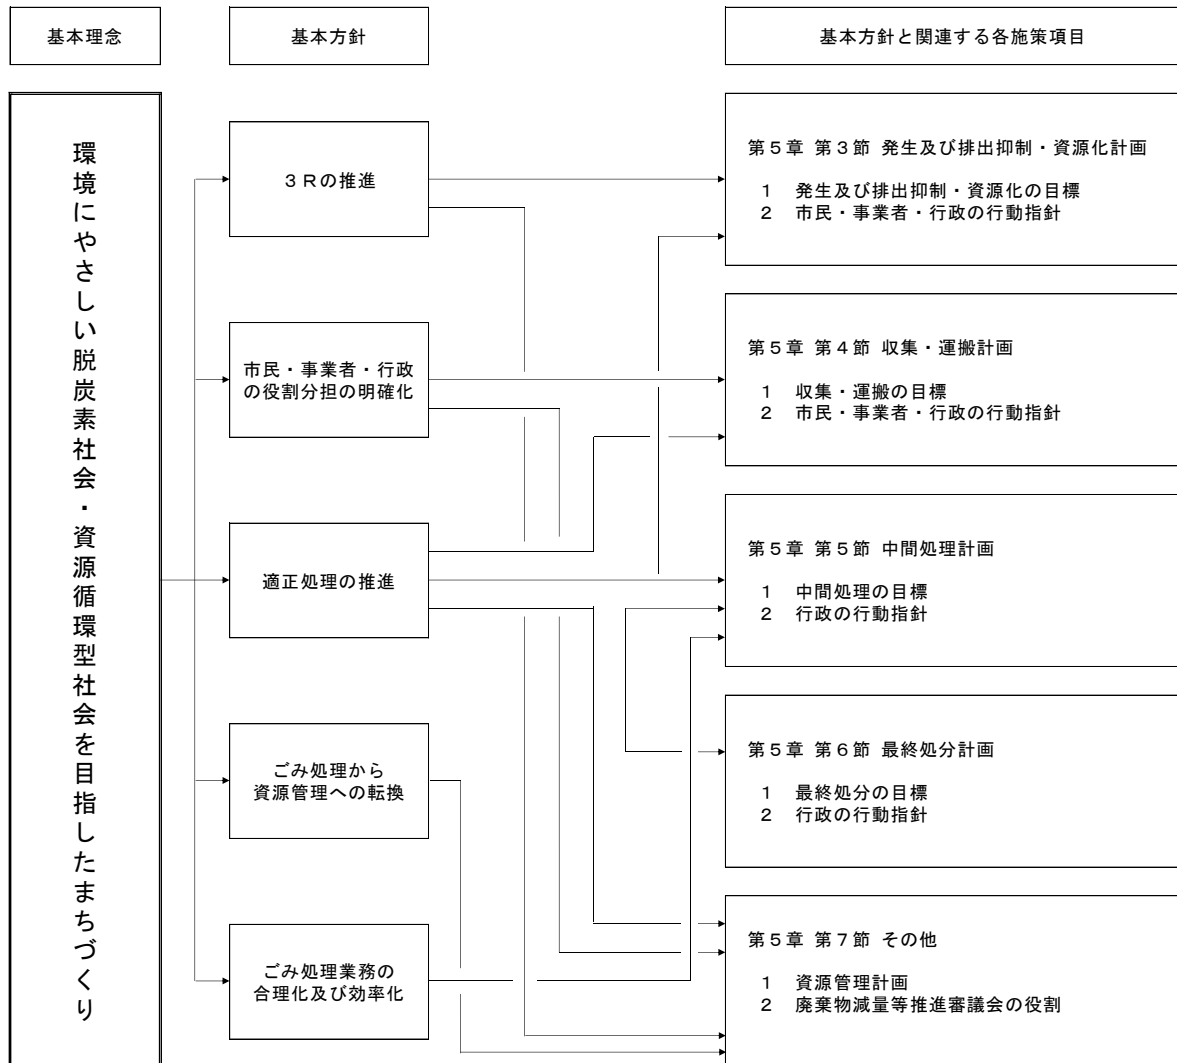 基本理念
基本方針
基本方針と関連する各施策項目
環境にやさしい脱炭素社会・資源循環型社会を目指したまちづくり
3Rの推進
市民・事業者・行政
の役割分担の明確化
適正処理の推進
ごみ処理から
資源管理への転換
ごみ処理業務の
合理化及び効率化
第5章 第3節 発生及び排出抑制・資源化計画
1 発生及び排出抑制・資源化の目標
2 市民・事業者・行政の行動指針
第5章 第4節 収集・運搬計画
1 収集・運搬の目標
2 市民・事業者・行政の行動指針
第5章 第5節 中間処理計画
1 中間処理の目標
2 行政の行動指針
第5章 第6節 最終処分計画
1 最終処分の目標
2 行政の行動指針
第5章 第7節 その他
1 資源管理計画
2 廃棄物減量等推進審議会の役割